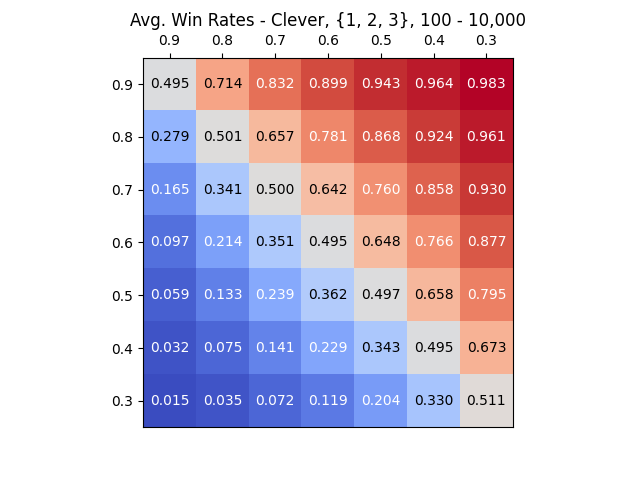 Avg. Win Rates - Clever, {1, 2, 3}, 100 - 10,000
0.9 0.8 0.7 0.6 0.5 0.4 0.3
0.9 0.495 0.714 0.832 0.899 0.943 0.964 0.983
0.8 0.279 0.501 0.657 0.781 0.868 0.924 0.961
0.7 0.165 0.341 0.500 0.642 0.760 0.858 0.930
0.6 0.097 0.214 0.351 0.495 0.648 0.766 0.877
0.5 0.059 0.133 0.239 0.362 0.497 0.658 0.795
0.4 0.032 0.075 0.141 0.229 0.343 0.495 0.673
0.3 0.015 0.035 0.072 0.119 0.204 0.330 0.511